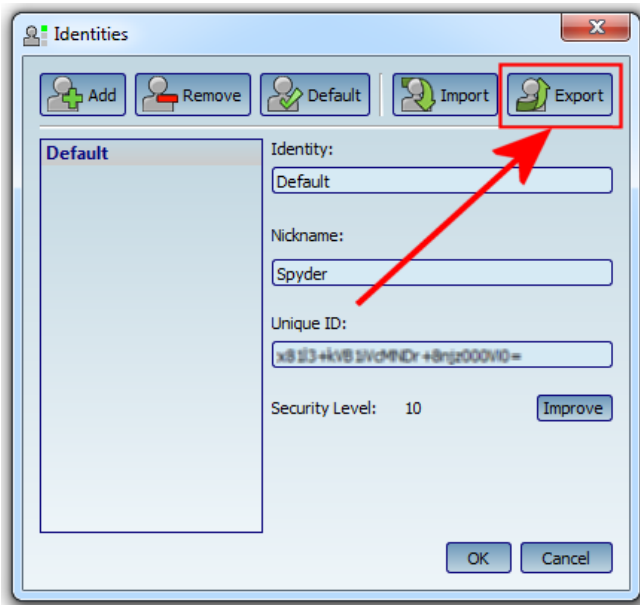 Identities
Add Remove Default Import Export
Default
Identity:
Default
Nickname:
Spyder
Unique ID:
Security Level: 10 Improve
OK Cancel